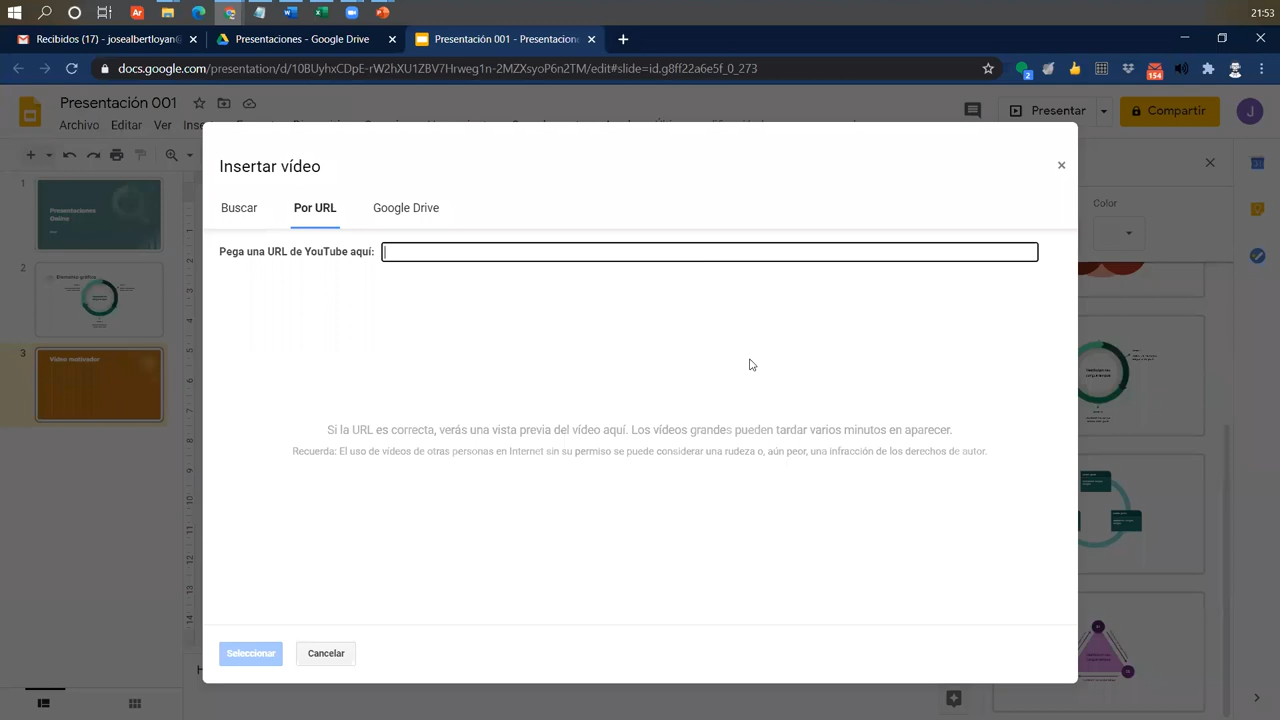 21:53
Recibidos (17) - josealbertloyan@
Presentaciones - Google Drive
Presentación 001 - Presentacione
docs.google.com/presentation/d/10BUyhxCDpE-rW2hXU1ZBV7Hrweg1n-2MZXsyoP6n2TM/edit#slide=id.g8ff22a6e5f_0_273
2
154
Presentación 001
Presentar
Compartir
J
Archivo Editar Ver
Insertar vídeo
×
Buscar Por URL Google Drive
Color
Pega una URL de YouTube aquí:
1
Presentaciones
Online
2
Elemento gráfico
3
Vídeo motivador
Si la URL es correcta, verás una vista previa del vídeo aquí. Los vídeos grandes pueden tardar varios minutos en aparecer.
Recuerda: El uso de vídeos de otras personas en Internet sin su permiso se puede considerar una rudeza o, aún peor, una infracción de los derechos de autor.
Seleccionar Cancelar